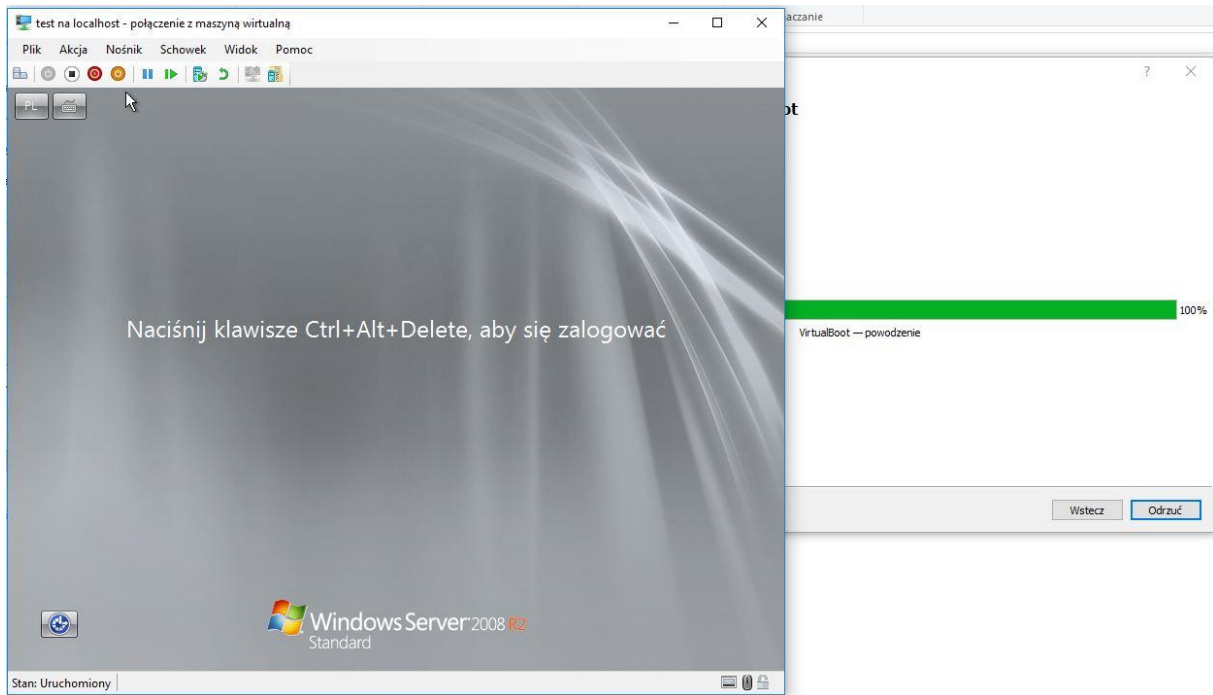 test na localhost - połączenie z maszyną wirtualną
Plik Akcja Nośnik Schowek Widok Pomoc
PL
Naciśnij klawisze Ctrl+Alt+Delete, aby się zalogować
Windows Server 2008 R2
Standard
Stan: Uruchomiony
aczanie
?
ot
100%
VirtualBoot — powodzenie
Wstecz Odrzuć